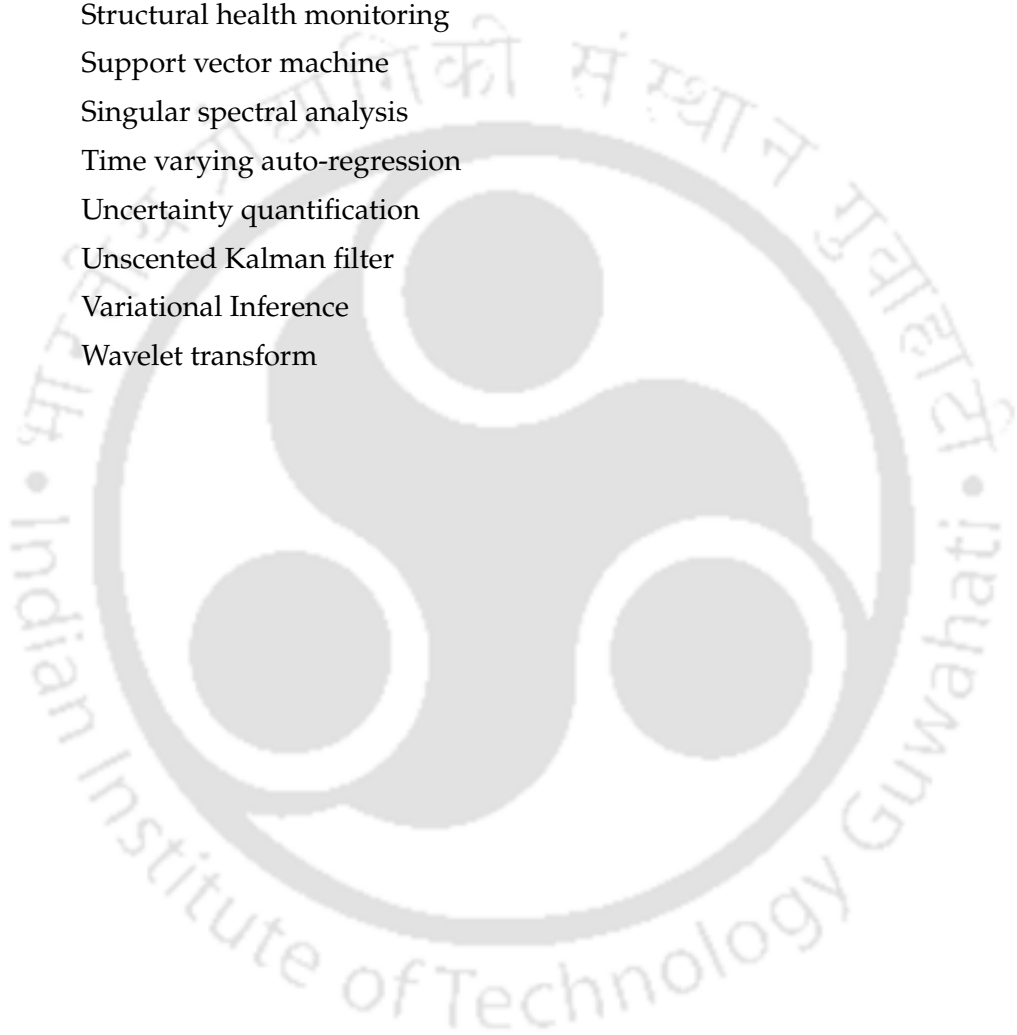 Structural health monitoring
Support vector machine
Singular spectral analysis
Time varying auto-regression
Uncertainty quantification
Unscented Kalman filter
Variational Inference
Wavelet transform
भारतीय प्रौद्योगिकी संस्थान गुवाहाटी
Indian Institute of Technology Guwahati